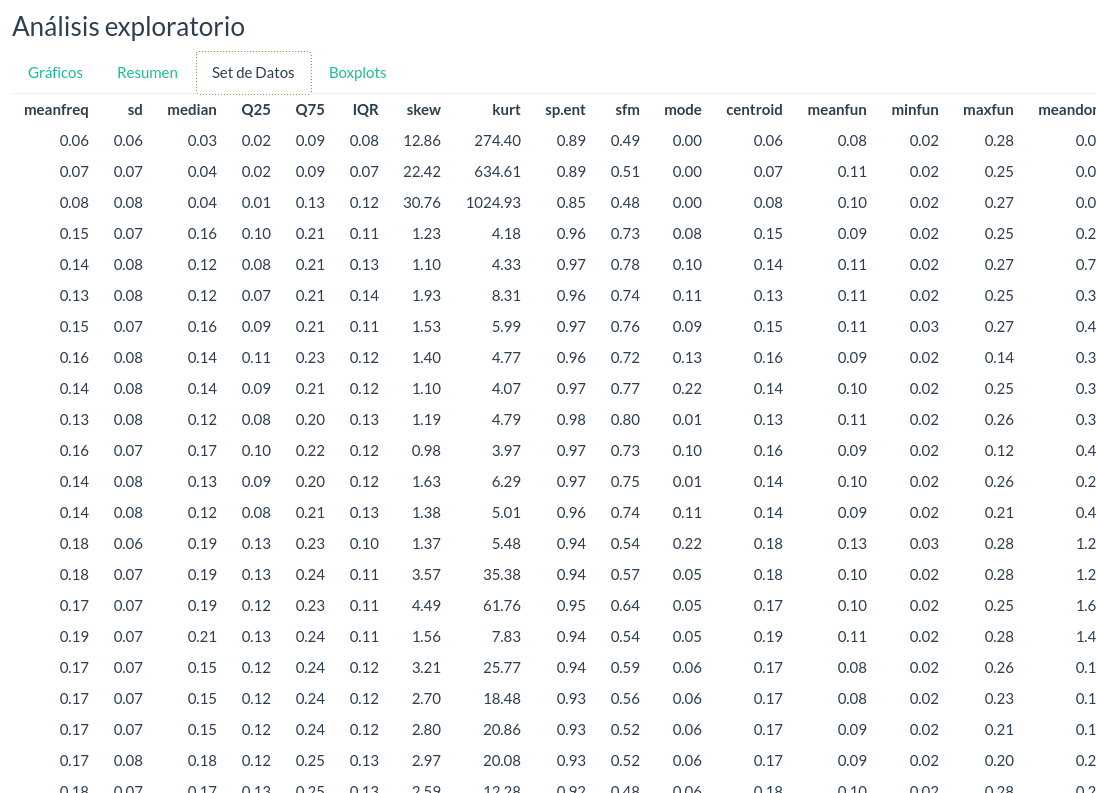 Análisis exploratorio
Gráficos Resumen Set de Datos Boxplots
meanfreq sd median Q25 Q75 IQR skew kurt sp.ent sfm mode centroid meanfun minfun maxfun meandor
0.06 0.06 0.03 0.02 0.09 0.08 12.86 274.40 0.89 0.49 0.00 0.06 0.08 0.02 0.28 0.0
0.07 0.07 0.04 0.02 0.09 0.07 22.42 634.61 0.89 0.51 0.00 0.07 0.11 0.02 0.25 0.0
0.08 0.08 0.04 0.01 0.13 0.12 30.76 1024.93 0.85 0.48 0.00 0.08 0.10 0.02 0.27 0.0
0.15 0.07 0.16 0.10 0.21 0.11 1.23 4.18 0.96 0.73 0.08 0.15 0.09 0.02 0.25 0.2
0.14 0.08 0.12 0.08 0.21 0.13 1.10 4.33 0.97 0.78 0.10 0.14 0.11 0.02 0.27 0.7
0.13 0.08 0.12 0.07 0.21 0.14 1.93 8.31 0.96 0.74 0.11 0.13 0.11 0.02 0.25 0.3
0.15 0.07 0.16 0.09 0.21 0.11 1.53 5.99 0.97 0.76 0.09 0.15 0.11 0.03 0.27 0.4
0.16 0.08 0.14 0.11 0.23 0.12 1.40 4.77 0.96 0.72 0.13 0.16 0.09 0.02 0.14 0.3
0.14 0.08 0.14 0.09 0.21 0.12 1.10 4.07 0.97 0.77 0.22 0.14 0.10 0.02 0.25 0.3
0.13 0.08 0.12 0.08 0.20 0.13 1.19 4.79 0.98 0.80 0.01 0.13 0.11 0.02 0.26 0.3
0.16 0.07 0.17 0.10 0.22 0.12 0.98 3.97 0.97 0.73 0.10 0.16 0.09 0.02 0.12 0.4
0.14 0.08 0.13 0.09 0.20 0.12 1.63 6.29 0.97 0.75 0.01 0.14 0.10 0.02 0.26 0.2
0.14 0.08 0.12 0.08 0.21 0.13 1.38 5.01 0.96 0.74 0.11 0.14 0.09 0.02 0.21 0.4
0.18 0.06 0.19 0.13 0.23 0.10 1.37 5.48 0.94 0.54 0.22 0.18 0.13 0.03 0.28 1.2
0.18 0.07 0.19 0.13 0.24 0.11 3.57 35.38 0.94 0.57 0.05 0.18 0.10 0.02 0.28 1.2
0.17 0.07 0.19 0.12 0.23 0.11 4.49 61.76 0.95 0.64 0.05 0.17 0.10 0.02 0.25 1.6
0.19 0.07 0.21 0.13 0.24 0.11 1.56 7.83 0.94 0.54 0.05 0.19 0.11 0.02 0.28 1.4
0.17 0.07 0.15 0.12 0.24 0.12 3.21 25.77 0.94 0.59 0.06 0.17 0.08 0.02 0.26 0.1
0.17 0.07 0.15 0.12 0.24 0.12 2.70 18.48 0.93 0.56 0.06 0.17 0.08 0.02 0.23 0.1
0.17 0.07 0.15 0.12 0.24 0.12 2.80 20.86 0.93 0.52 0.06 0.17 0.09 0.02 0.21 0.1
0.17 0.08 0.18 0.12 0.25 0.13 2.97 20.08 0.93 0.52 0.06 0.17 0.09 0.02 0.20 0.2
0.18 0.07 0.17 0.13 0.25 0.13 2.59 12.28 0.92 0.48 0.06 0.18 0.10 0.02 0.28 0.2